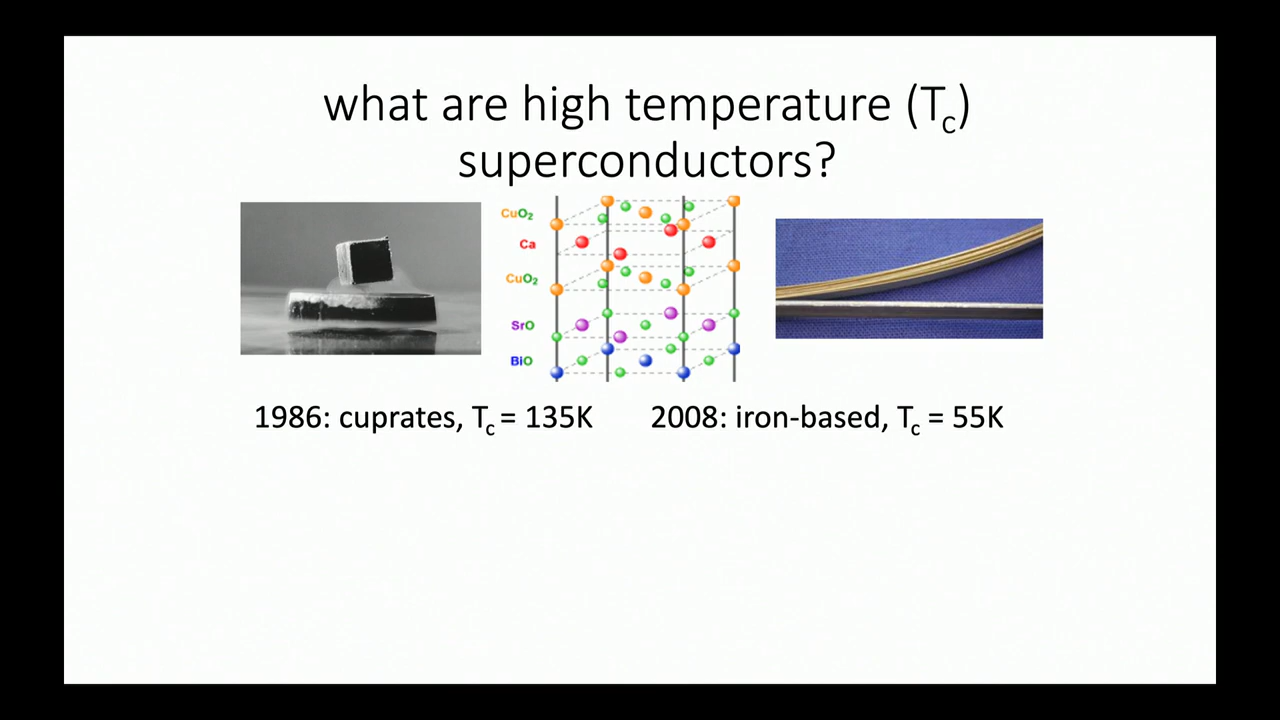 what are high temperature (Tc)
superconductors?
CuO2
Ca
CuO2
SrO
BiO
1986: cuprates, Tc = 135K
2008: iron-based, Tc = 55K